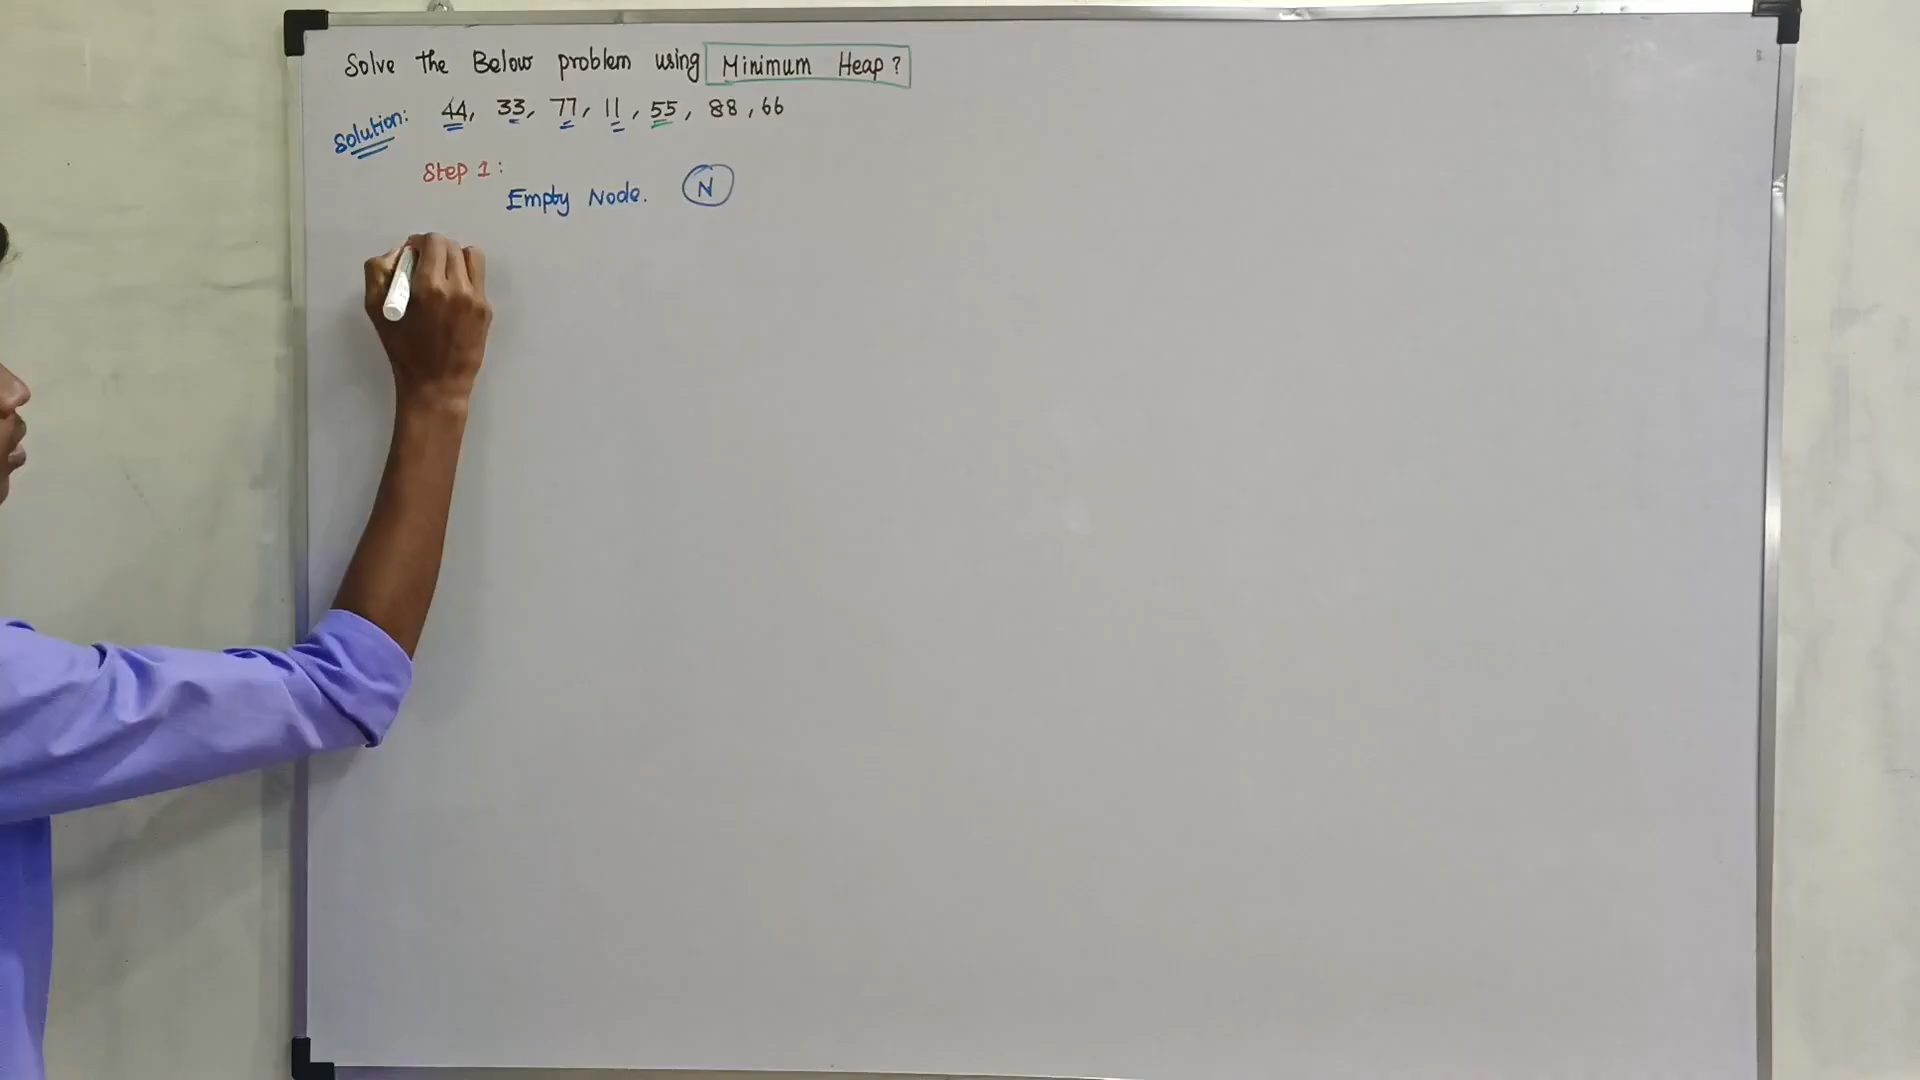 Solve the Below problem using Minimum Heap?
Solution: 44, 33, 77, 11, 55, 88, 66
Step 1:
Empty Node. N